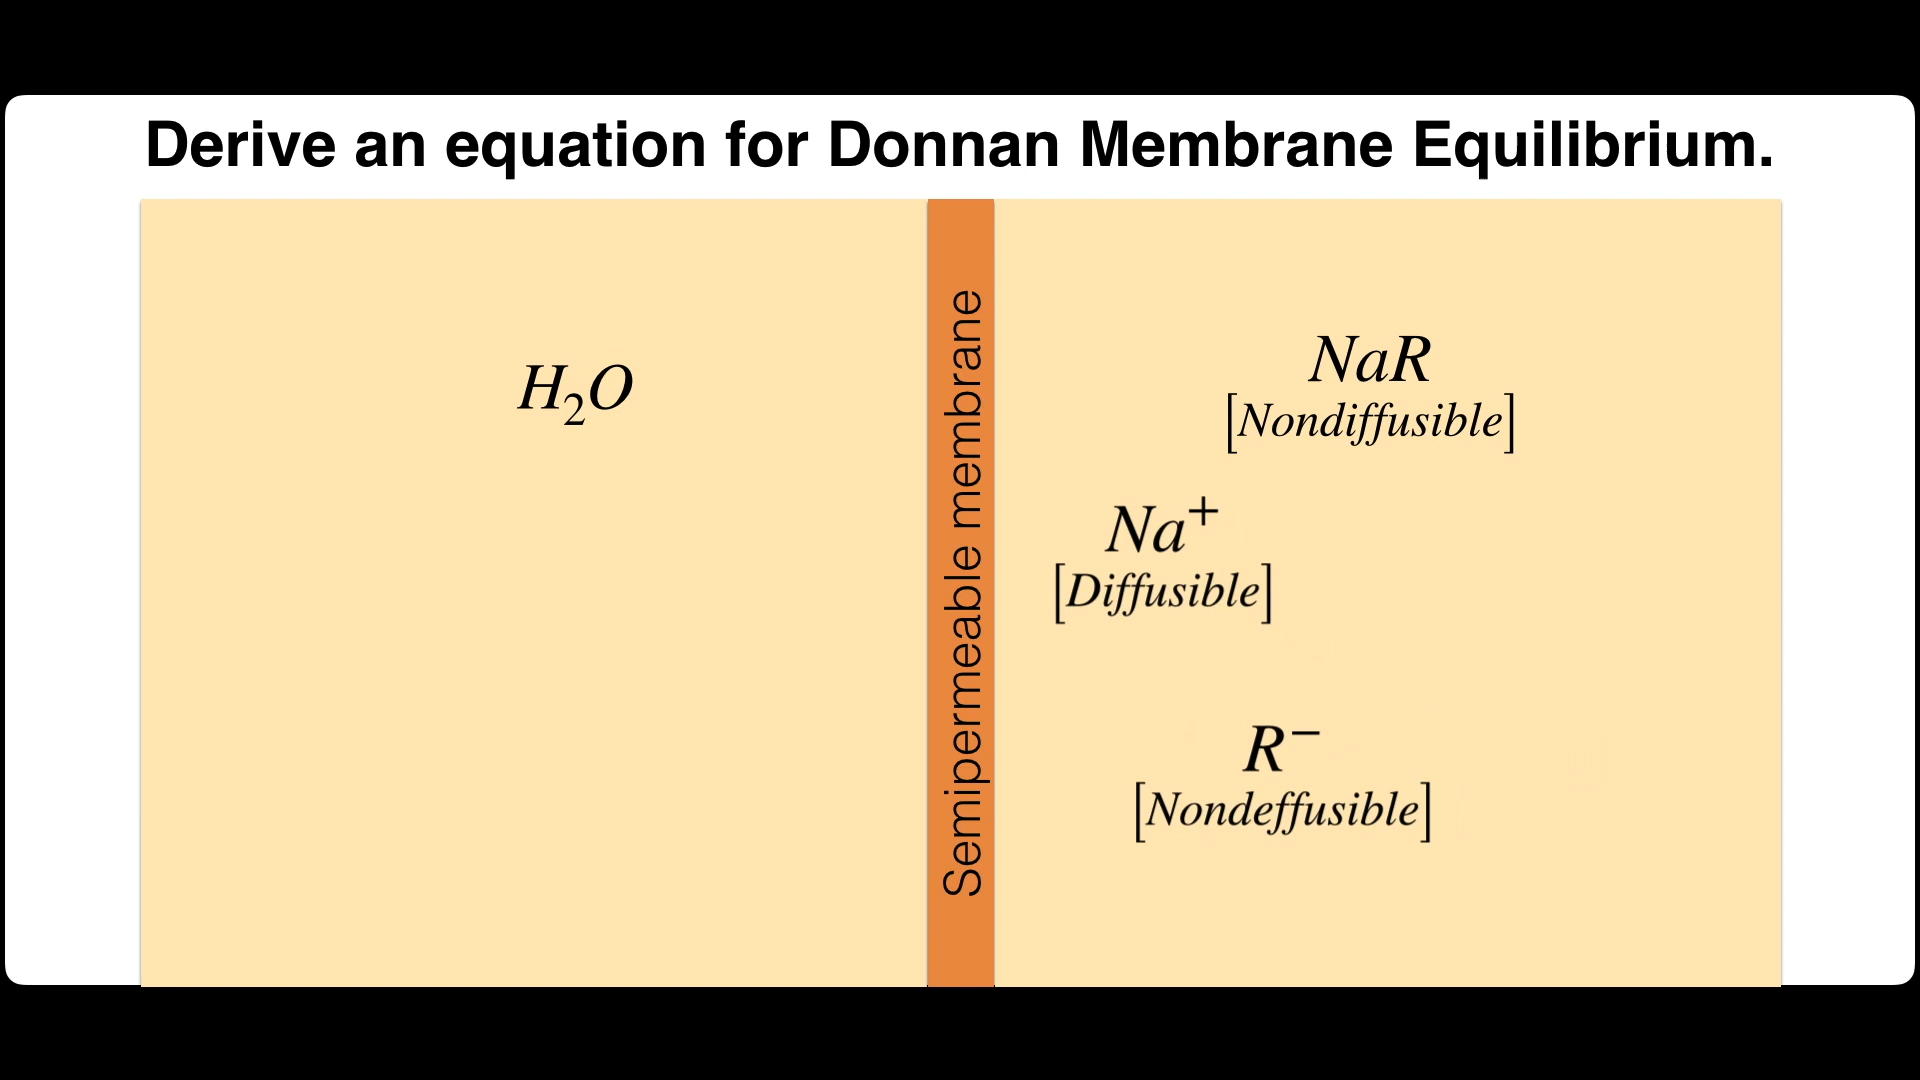 Derive an equation for Donnan Membrane Equilibrium.
H₂O
Semipermeable membrane
NaR
[Nondiffusible]
Na⁺
[Diffusible]
R⁻
[Nondeffusible]